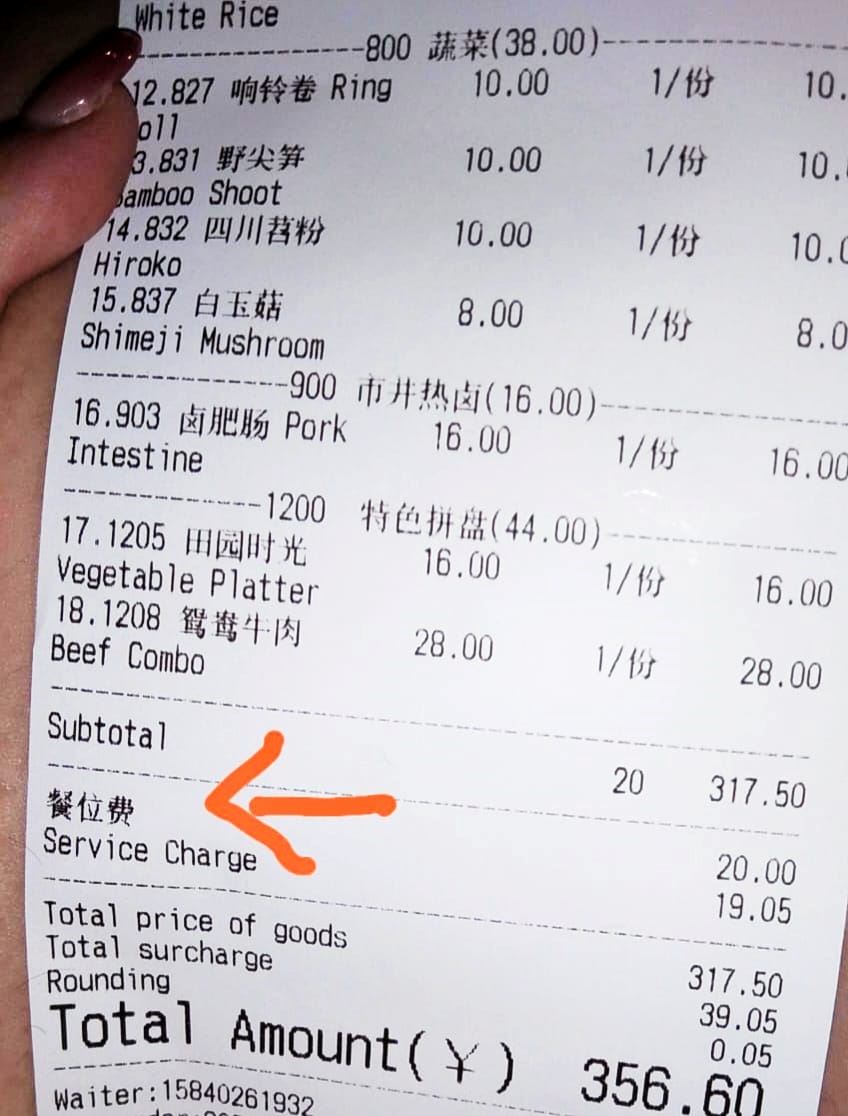 White Rice
-----------------800 蔬菜(38.00)-----------------
12.827 响铃卷 Ring 10.00 1/份 10.
oll
3.831 野尖笋 10.00 1/份 10.
Bamboo Shoot
14.832 四川苕粉 10.00 1/份 10.0
Hiroko
15.837 白玉菇 8.00 1/份 8.0
Shimeji Mushroom
---------------900 市井热卤(16.00)-----------------
16.903 卤肥肠 Pork 16.00 1/份 16.00
Intestine
--------------1200 特色拼盘(44.00)-----------------
17.1205 田园时光 16.00 1/份 16.00
Vegetable Platter
18.1208 鸳鸯牛肉 28.00 1/份 28.00
Beef Combo
Subtotal 20 317.50
餐位费 20.00
Service Charge 19.05
Total price of goods 317.50
Total surcharge 39.05
Rounding 0.05
Total Amount(¥) 356.60
Waiter:15840261932